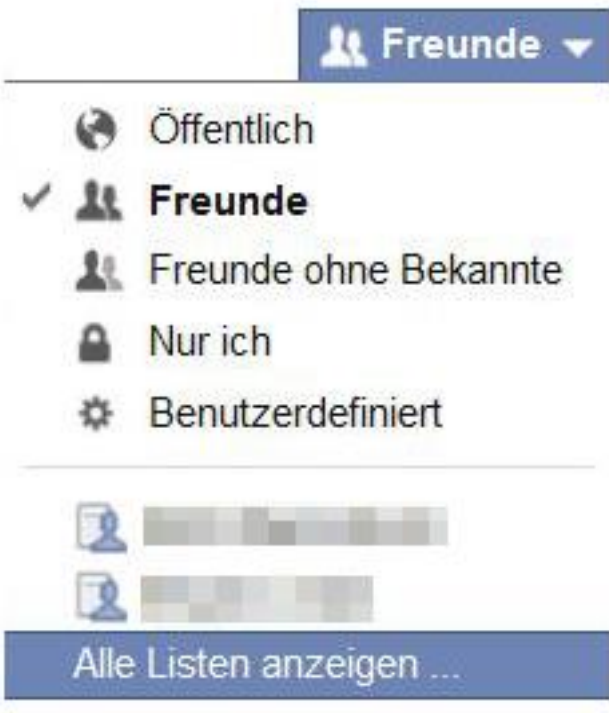 Freunde
Öffentlich
Freunde
Freunde ohne Bekannte
Nur ich
Benutzerdefiniert
Alle Listen anzeigen ...